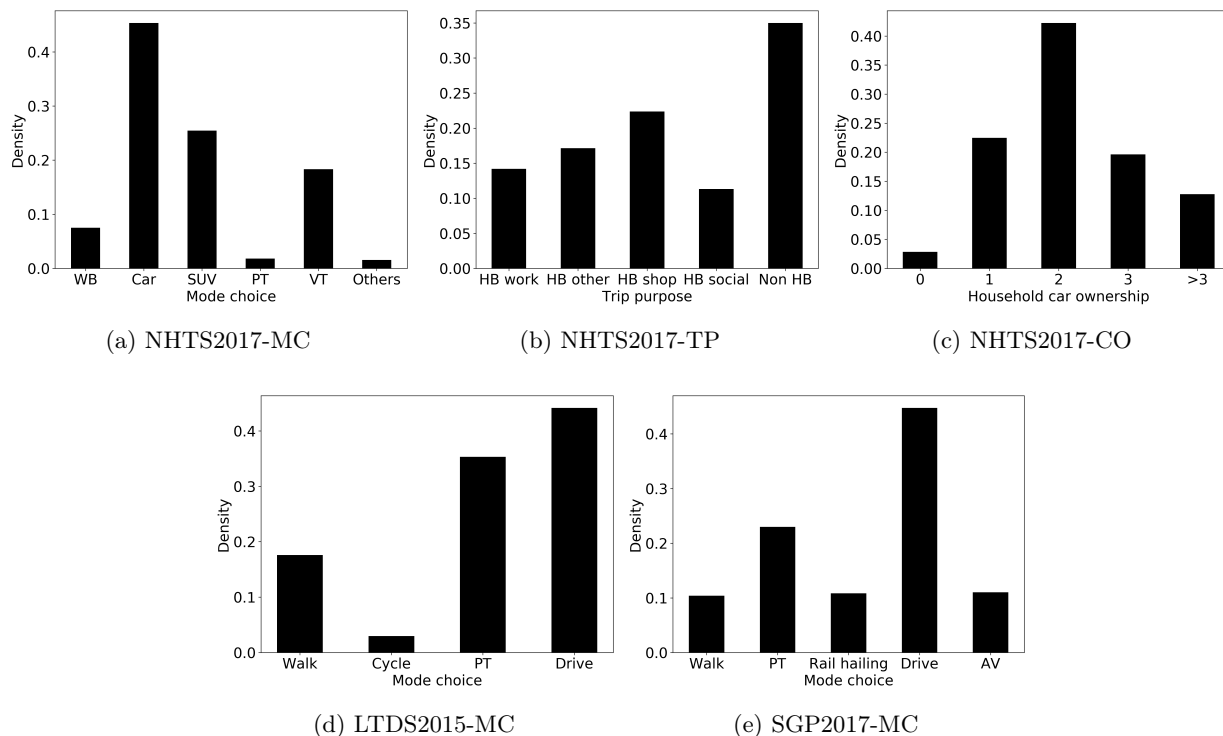 Density
0.4
0.3
0.2
0.1
0.0
WB Car SUV PT VT Others
Mode choice
(a) NHTS2017-MC
Density
0.35
0.30
0.25
0.20
0.15
0.10
0.05
0.00
HB work HB other HB shop HB social Non HB
Trip purpose
(b) NHTS2017-TP
Density
0.40
0.35
0.30
0.25
0.20
0.15
0.10
0.05
0.00
0 1 2 3 >3
Household car ownership
(c) NHTS2017-CO
Density
0.4
0.3
0.2
0.1
0.0
Walk Cycle PT Drive
Mode choice
(d) LTDS2015-MC
Density
0.4
0.3
0.2
0.1
0.0
Walk PT Rail hailing Drive AV
Mode choice
(e) SGP2017-MC